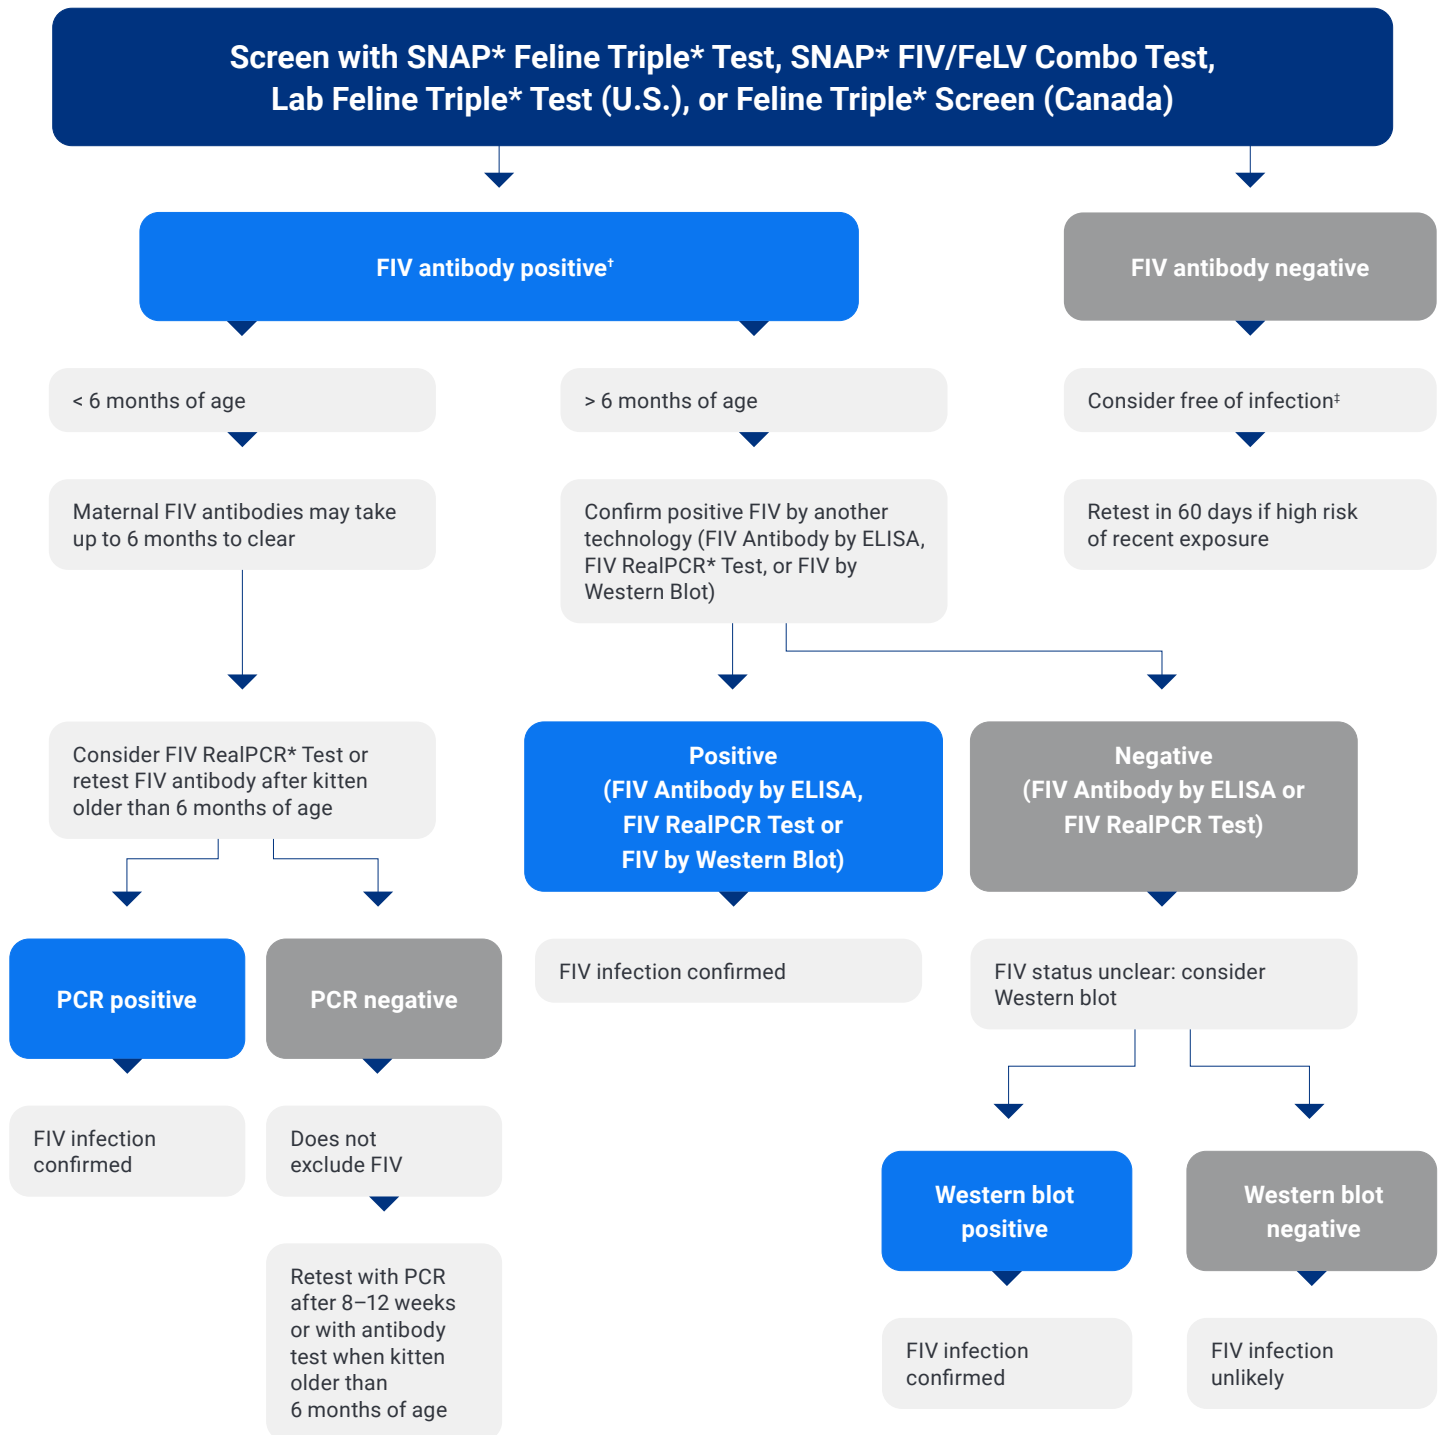 Screen with SNAP* Feline Triple* Test, SNAP* FIV/FeLV Combo Test,
Lab Feline Triple* Test (U.S.), or Feline Triple* Screen (Canada)
FIV antibody positive†
FIV antibody negative
< 6 months of age
> 6 months of age
Consider free of infection‡
Maternal FIV antibodies may take
up to 6 months to clear
Confirm positive FIV by another
technology (FIV Antibody by ELISA,
FIV RealPCR* Test, or FIV by
Western Blot)
Retest in 60 days if high risk
of recent exposure
Consider FIV RealPCR* Test or
retest FIV antibody after kitten
older than 6 months of age
Positive
(FIV Antibody by ELISA,
FIV RealPCR Test or
FIV by Western Blot)
Negative
(FIV Antibody by ELISA or
FIV RealPCR Test)
PCR positive
PCR negative
FIV infection confirmed
FIV status unclear: consider
Western blot
FIV infection
confirmed
Does not
exclude FIV
Western blot
positive
Western blot
negative
Retest with PCR
after 8–12 weeks
or with antibody
test when kitten
older than
6 months of age
FIV infection
confirmed
FIV infection
unlikely